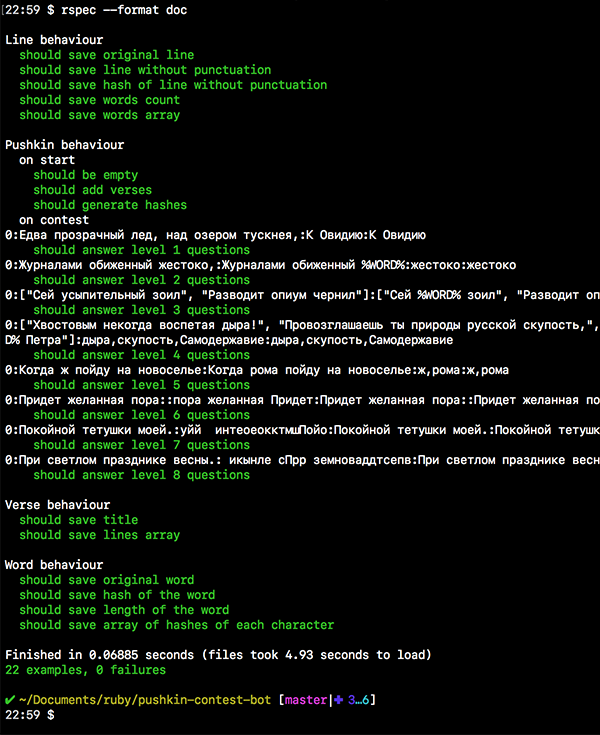 [22:59 $ rspec --format doc
Line behaviour
should save original line
should save line without punctuation
should save hash of line without punctuation
should save words count
should save words array
Pushkin behaviour
on start
should be empty
should add verses
should generate hashes
on contest
0:Едва прозрачный лед, над озером тускнея,:К Овидию:К Овидию
should answer level 1 questions
0:Журналами обиженный жестоко,:Журналами обиженный %WORD%:жестоко:жестоко
should answer level 2 questions
0:["Сей усыпительный зоил", "Разводит опиум чернил"]:["Сей %WORD% зоил", "Разводит оп
should answer level 3 questions
0:["Хвостовым некогда воспетая дыра!", "Провозглашаешь ты природы русской скупость,",
D% Петра"]:дыра,скупость,Самодержавие:дыра,скупость,Самодержавие
should answer level 4 questions
0:Когда ж пойду на новоселье:Когда рома пойду на новоселье:ж,рома:ж,рома
should answer level 5 questions
0:Придет желанная пора::пора желанная Придет:Придет желанная пора::Придет желанная по
should answer level 6 questions
0:Покойной тетушки моей.:уйй  интеоеокктмшПойо:Покойной тетушки моей.:Покойной тетушк
should answer level 7 questions
0:При светлом празднике весны.: икынле сПрр земноваддтсепв:При светлом празднике весн
should answer level 8 questions
Verse behaviour
should save title
should save lines array
Word behaviour
should save original word
should save hash of the word
should save length of the word
should save array of hashes of each character
Finished in 0.06885 seconds (files took 4.93 seconds to load)
22 examples, 0 failures
✔ ~/Documents/ruby/pushkin-contest-bot [master|✚ 3…6]
22:59 $